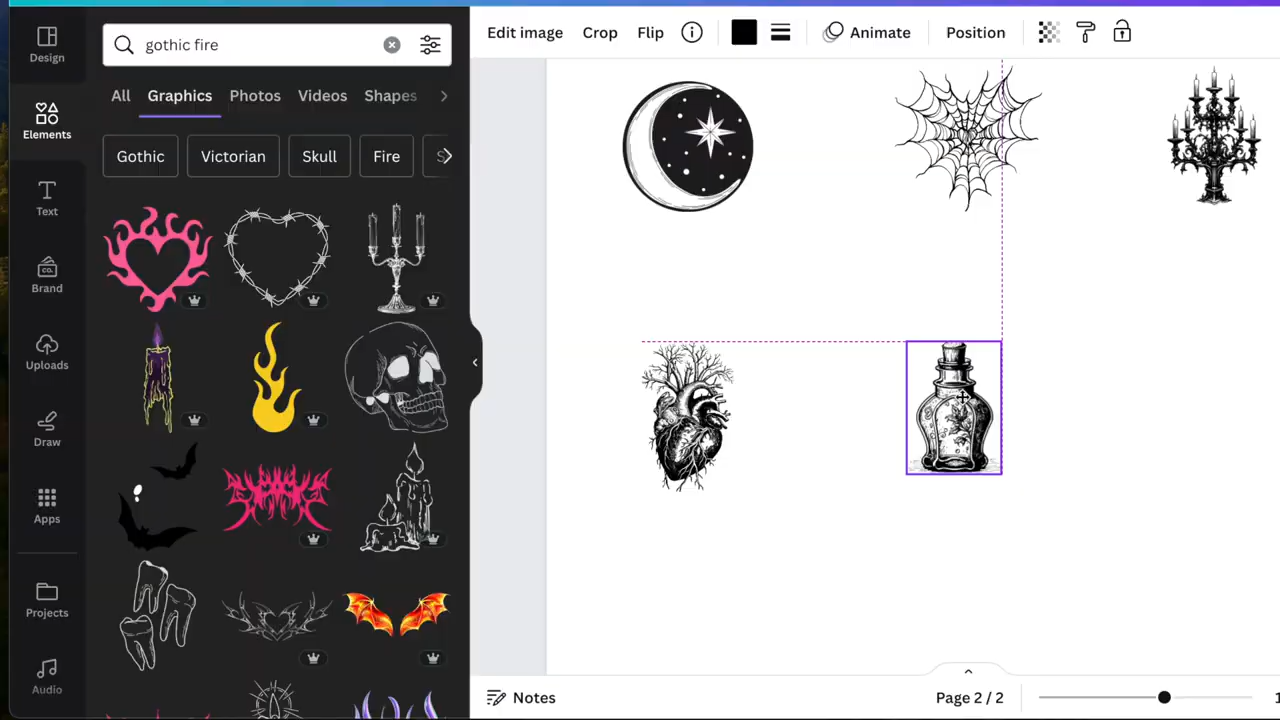 Design
Elements
Text
Brand
CO.
Uploads
Draw
Apps
Projects
Audio
gothic fire
All Graphics Photos Videos Shapes
Gothic Victorian Skull Fire
Edit image Crop Flip Animate Position
Notes
Page 2 / 2